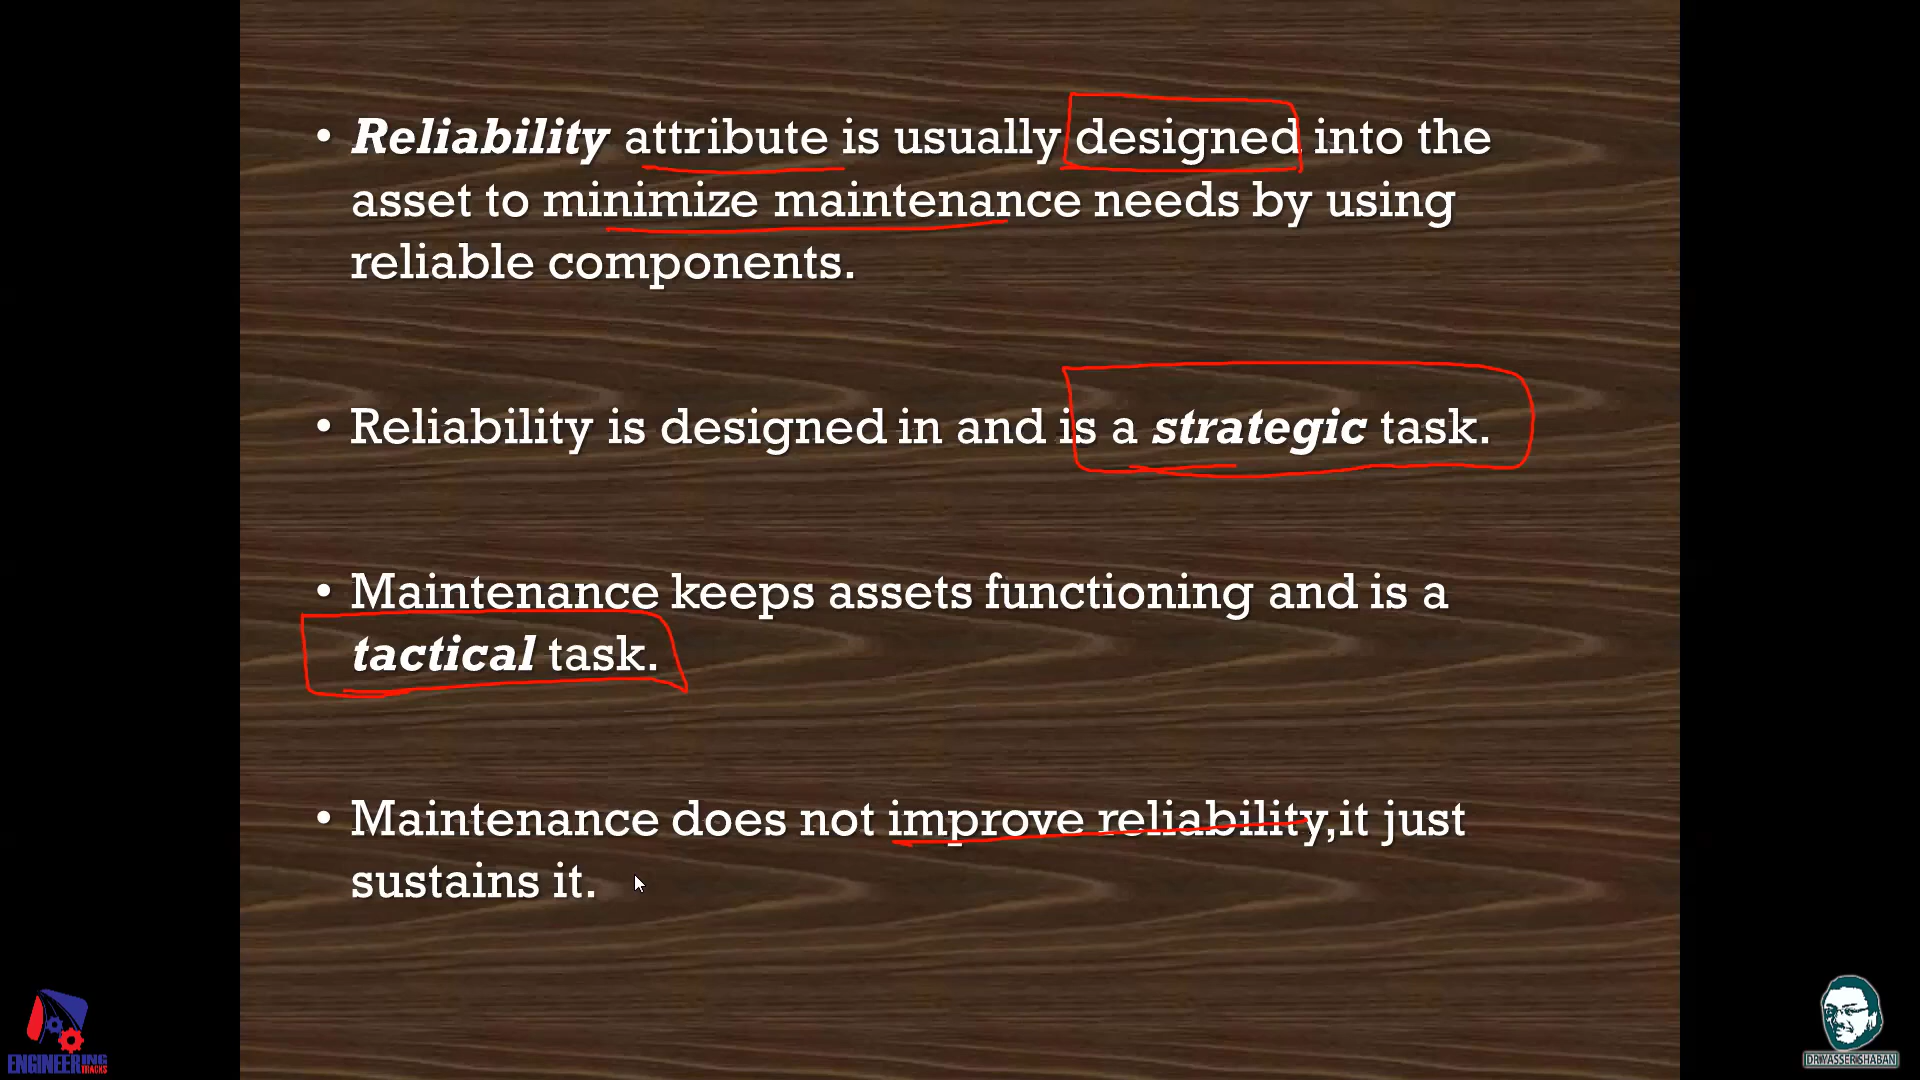 • Reliability attribute is usually designed into the
asset to minimize maintenance needs by using
reliable components.
• Reliability is designed in and is a strategic task.
• Maintenance keeps assets functioning and is a
tactical task.
• Maintenance does not improve reliability,it just
sustains it.
ENGINEERING
TRACKS
DR.YASSER SHABAN